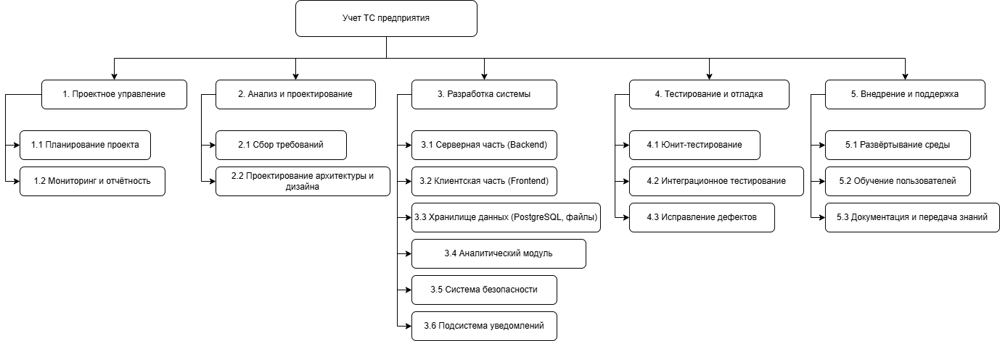 Учет ТС предприятия
1. Проектное управление
1.1 Планирование проекта
1.2 Мониторинг и отчётность
2. Анализ и проектирование
2.1 Сбор требований
2.2 Проектирование архитектуры и
дизайна
3. Разработка системы
3.1 Серверная часть (Backend)
3.2 Клиентская часть (Frontend)
3.3 Хранилище данных (PostgreSQL, файлы)
3.4 Аналитический модуль
3.5 Система безопасности
3.6 Подсистема уведомлений
4. Тестирование и отладка
4.1 Юнит-тестирование
4.2 Интеграционное тестирование
4.3 Исправление дефектов
5. Внедрение и поддержка
5.1 Развёртывание среды
5.2 Обучение пользователей
5.3 Документация и передача знаний